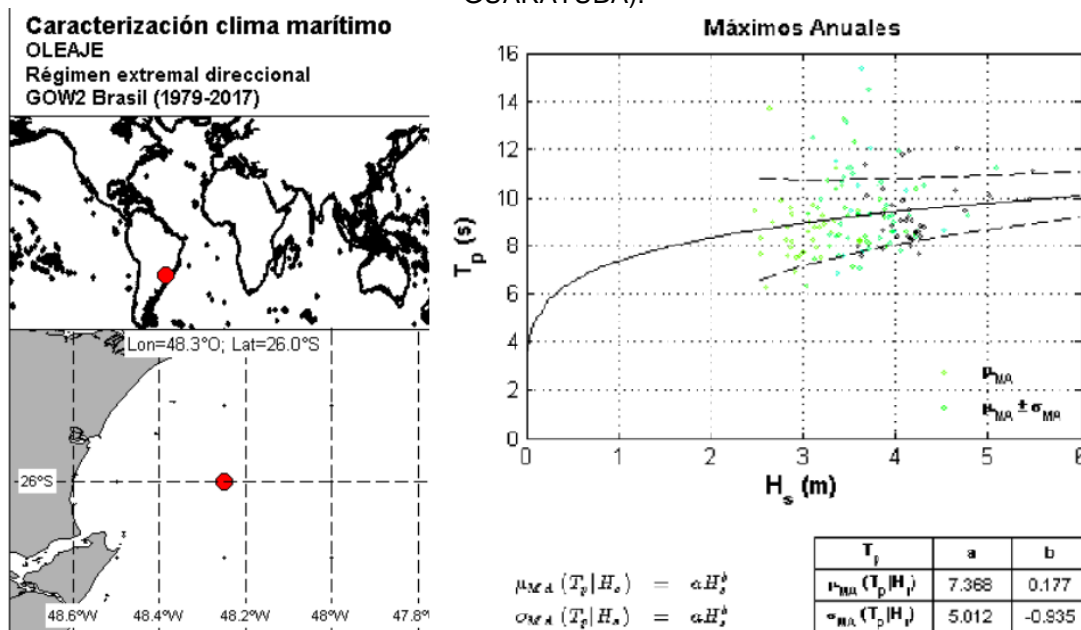 GUARATUBA).
Caracterización clima marítimo
OLEAJE
Régimen extremal direccional
GOW2 Brasil (1979-2017)
Lon=48.3°O; Lat=26.0°S
26°S
48.6°W 48.4°W 48.2°W 48°W 47.8°
Máximos Anuales
16
14
12
10
8
6
4
2
0
T_p (s)
0 1 2 3 4 5 6
H_s (m)
μ_MA
μ_MA ± σ_MA
μ_MA (T_p|H_s) = aH_s^b
σ_MA (T_p|H_s) = aH_s^b
T_p a b
μ_MA (T_p|H_s) 7.368 0.177
σ_MA (T_p|H_s) 5.012 -0.935